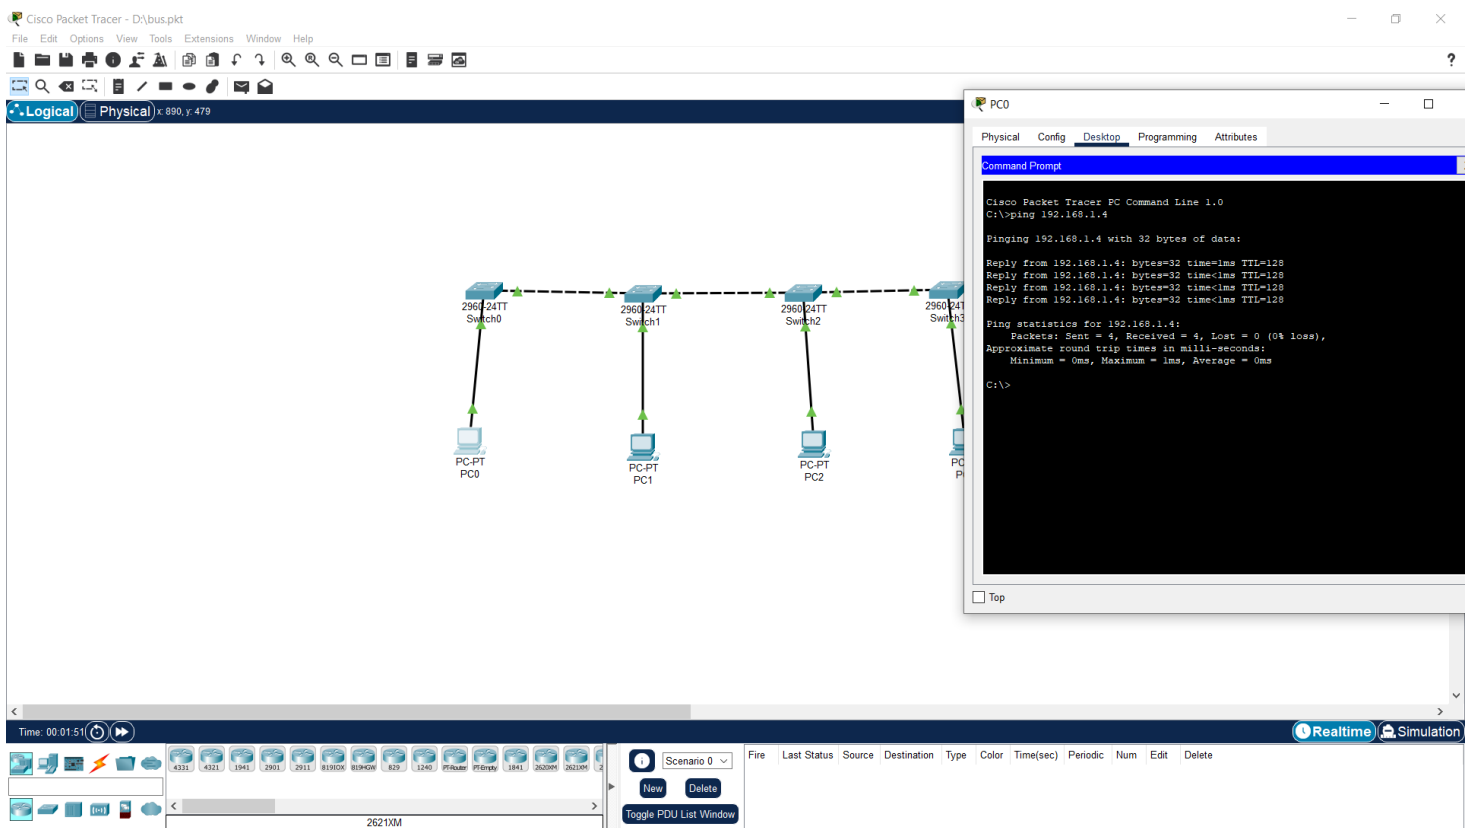 Cisco Packet Tracer - D:\bus.pkt
File Edit Options View Tools Extensions Window Help
?
Logical Physical x: 890, y: 479
PC0
Physical Config Desktop Programming Attributes
Command Prompt
Cisco Packet Tracer PC Command Line 1.0
C:\>ping 192.168.1.4
Pinging 192.168.1.4 with 32 bytes of data:
Reply from 192.168.1.4: bytes=32 time=1ms TTL=128
Reply from 192.168.1.4: bytes=32 time<1ms TTL=128
Reply from 192.168.1.4: bytes=32 time<1ms TTL=128
Reply from 192.168.1.4: bytes=32 time<1ms TTL=128
Ping statistics for 192.168.1.4:
Packets: Sent = 4, Received = 4, Lost = 0 (0% loss),
Approximate round trip times in milli-seconds:
Minimum = 0ms, Maximum = 1ms, Average = 0ms
C:\>
Top
2960-24TT
Switch0
2960-24TT
Switch1
2960-24TT
Switch2
2960-24T
Switch3
PC-PT
PC0
PC-PT
PC1
PC-PT
PC2
PC
P
Time: 00:01:51
Realtime Simulation
4331 4321 1941 2901 2911 819IOX 819HGW 829 1240 PT-Router PT-Empty 1841 2620XM 2621XM 2
2621XM
Scenario 0
New Delete
Toggle PDU List Window
Fire Last Status Source Destination Type Color Time(sec) Periodic Num Edit Delete